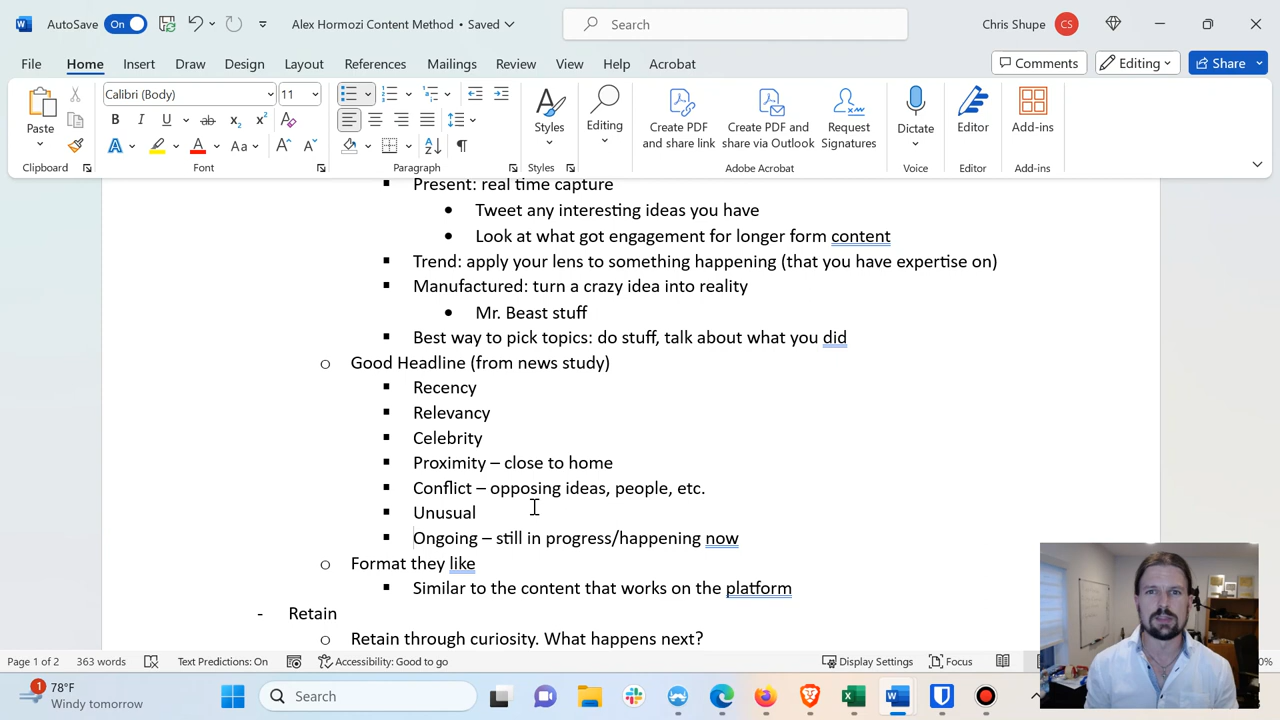 AutoSave On Alex Hormozi Content Method • Saved Search Chris Shupe CS
File Home Insert Draw Design Layout References Mailings Review View Help Acrobat Comments Editing Share
Calibri (Body) 11
Paste Styles Editing Create PDF and share link Create PDF and share via Outlook Request Signatures Dictate Editor Add-ins
Clipboard Font Paragraph Styles Adobe Acrobat Voice Editor Add-ins
▪ Present: real time capture
• Tweet any interesting ideas you have
• Look at what got engagement for longer form content
▪ Trend: apply your lens to something happening (that you have expertise on)
▪ Manufactured: turn a crazy idea into reality
• Mr. Beast stuff
▪ Best way to pick topics: do stuff, talk about what you did
o Good Headline (from news study)
▪ Recency
▪ Relevancy
▪ Celebrity
▪ Proximity – close to home
▪ Conflict – opposing ideas, people, etc.
▪ Unusual
▪ Ongoing – still in progress/happening now
o Format they like
▪ Similar to the content that works on the platform
- Retain
o Retain through curiosity. What happens next?
Page 1 of 2 363 words Text Predictions: On Accessibility: Good to go Display Settings Focus
1 78°F
Windy tomorrow
Search